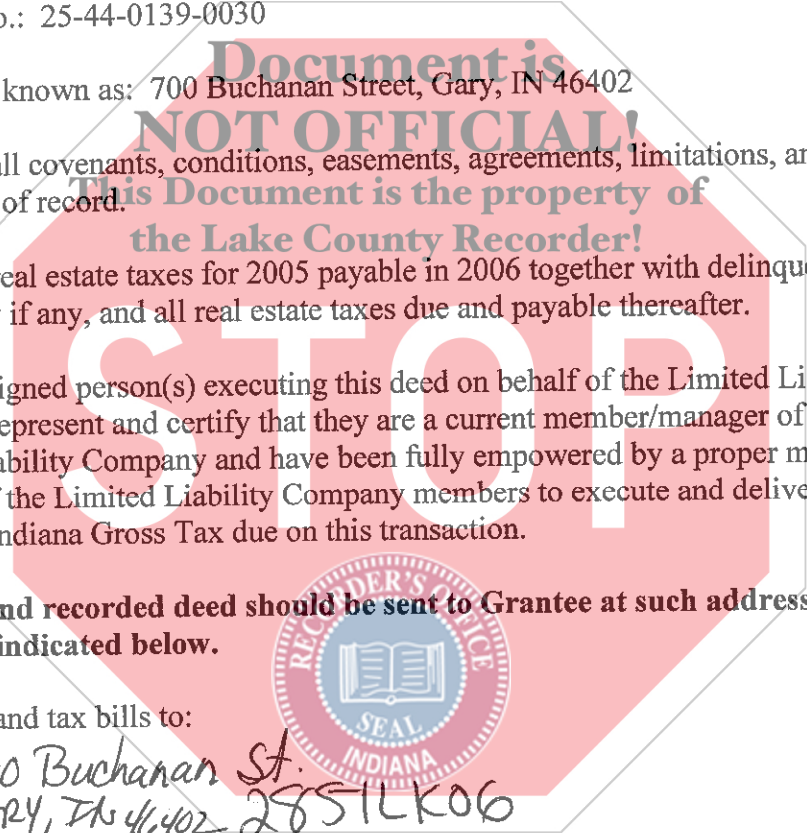 o.: 25-44-0139-0030
Document is
known as: 700 Buchanan Street, Gary, IN 46402
NOT OFFICIAL!
all covenants, conditions, easements, agreements, limitations, an
This Document is the property of
of record.
the Lake County Recorder!
eal estate taxes for 2005 payable in 2006 together with delinque
if any, and all real estate taxes due and payable thereafter.
STOP
igned person(s) executing this deed on behalf of the Limited Li
epresent and certify that they are a current member/manager of
ability Company and have been fully empowered by a proper m
f the Limited Liability Company members to execute and delive
ndiana Gross Tax due on this transaction.
RECORDER'S OFFICE
nd recorded deed should be sent to Grantee at such address
indicated below.
SEAL
INDIANA
and tax bills to:
0 Buchanan St.
RY, IN 46402 2851LK06